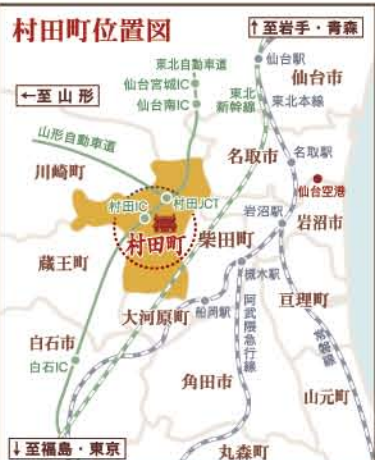 村田町位置図
↑至岩手・青森
仙台駅
東北自動車道
仙台宮城IC
仙台市
←至山形
仙台南IC
東北
新幹線
東北本線
山形自動車道
名取市
名取駅
川崎町
仙台空港
村田IC
村田JCT
岩沼駅
岩沼市
村田町
柴田町
蔵王町
槻木駅
亘理町
船岡駅
大河原町
阿武隈急行線
常磐線
白石市
白石IC
角田市
山元町
↓至福島・東京
丸森町